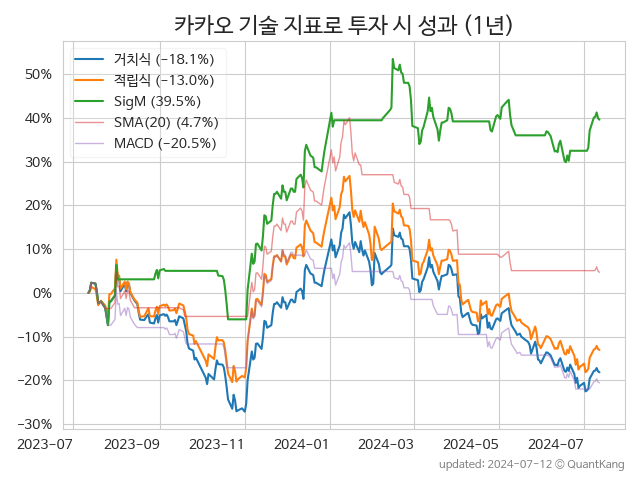 카카오 기술 지표로 투자 시 성과 (1년)
거치식 (−18.1%)
적립식 (−13.0%)
SigM (39.5%)
SMA(20) (4.7%)
MACD (−20.5%)
50%
40%
30%
20%
10%
0%
−10%
−20%
−30%
2023-07 2023-09 2023-11 2024-01 2024-03 2024-05 2024-07
updated: 2024-07-12 ⓒ QuantKang